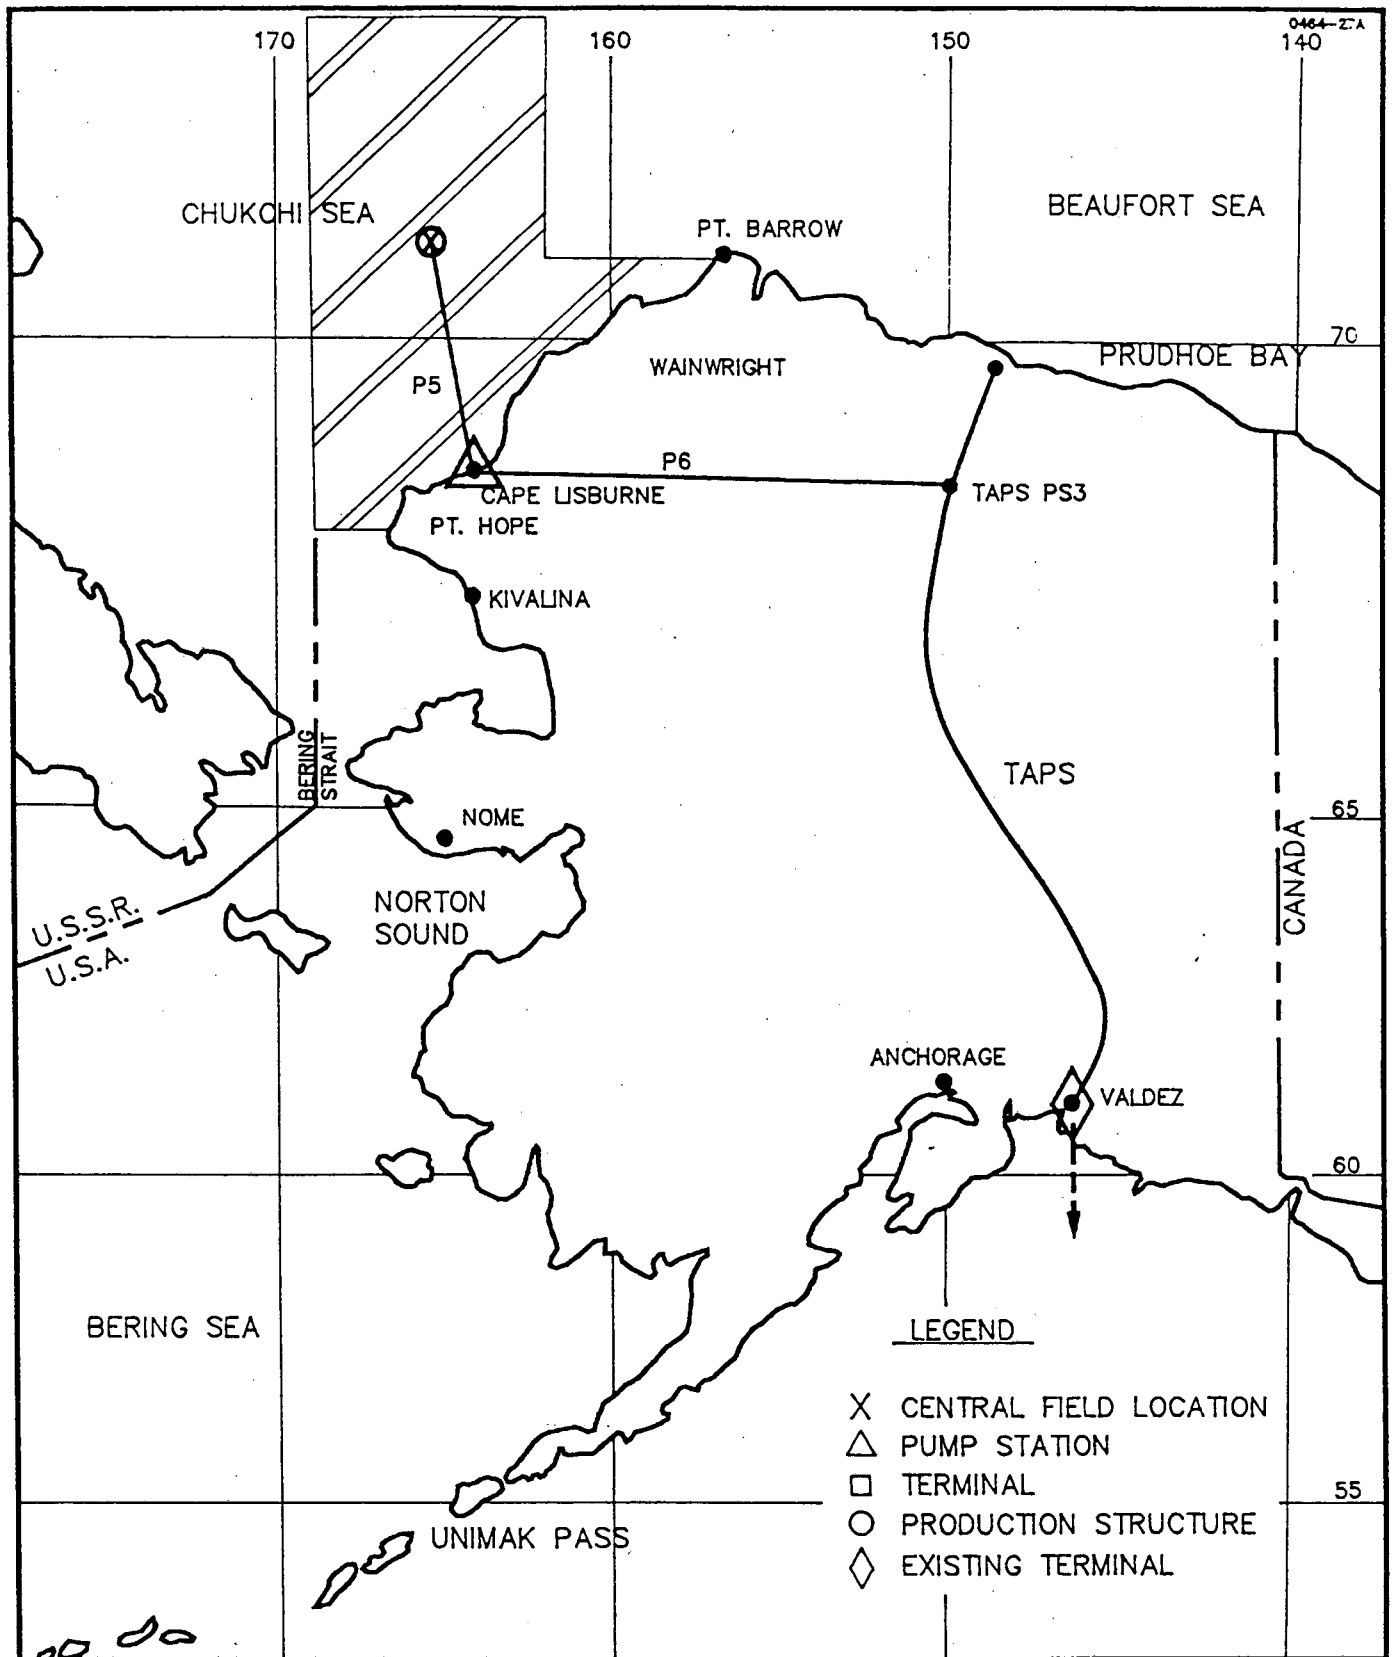 0464-27A
170 160 150 140
CHUKCHI SEA
BEAUFORT SEA
PT. BARROW
70
WAINWRIGHT
PRUDHOE BAY
P5
P6
CAPE LISBURNE
TAPS PS3
PT. HOPE
KIVALINA
BERING
STRAIT
TAPS
NOME
65
CANADA
NORTON
SOUND
U.S.S.R.
U.S.A.
ANCHORAGE
VALDEZ
60
BERING SEA
LEGEND
X CENTRAL FIELD LOCATION
PUMP STATION
TERMINAL
55
PRODUCTION STRUCTURE
UNIMAK PASS
EXISTING TERMINAL